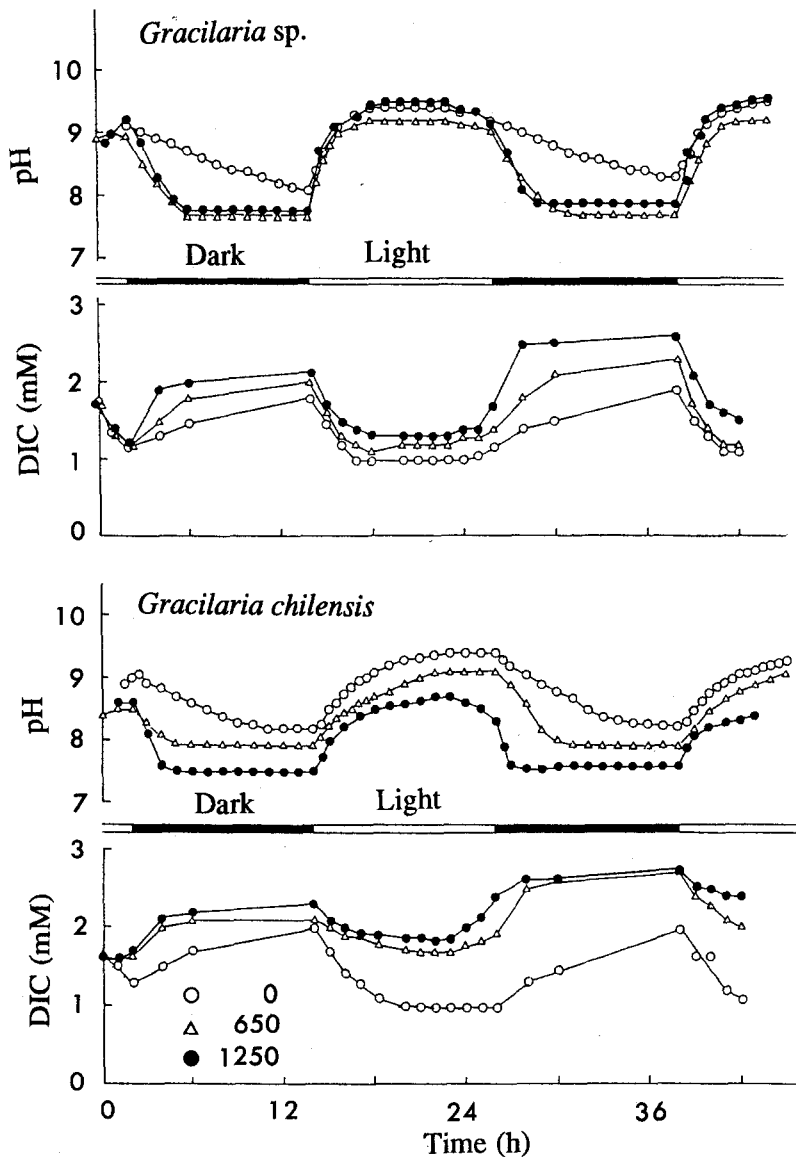 Gracilaria sp.
10
9
8
7
pH
Dark
Light
3
2
1
0
DIC (mM)
Gracilaria chilensis
10
9
8
7
pH
Dark
Light
3
2
1
0
DIC (mM)
0
650
1250
0
12
24
36
Time (h)